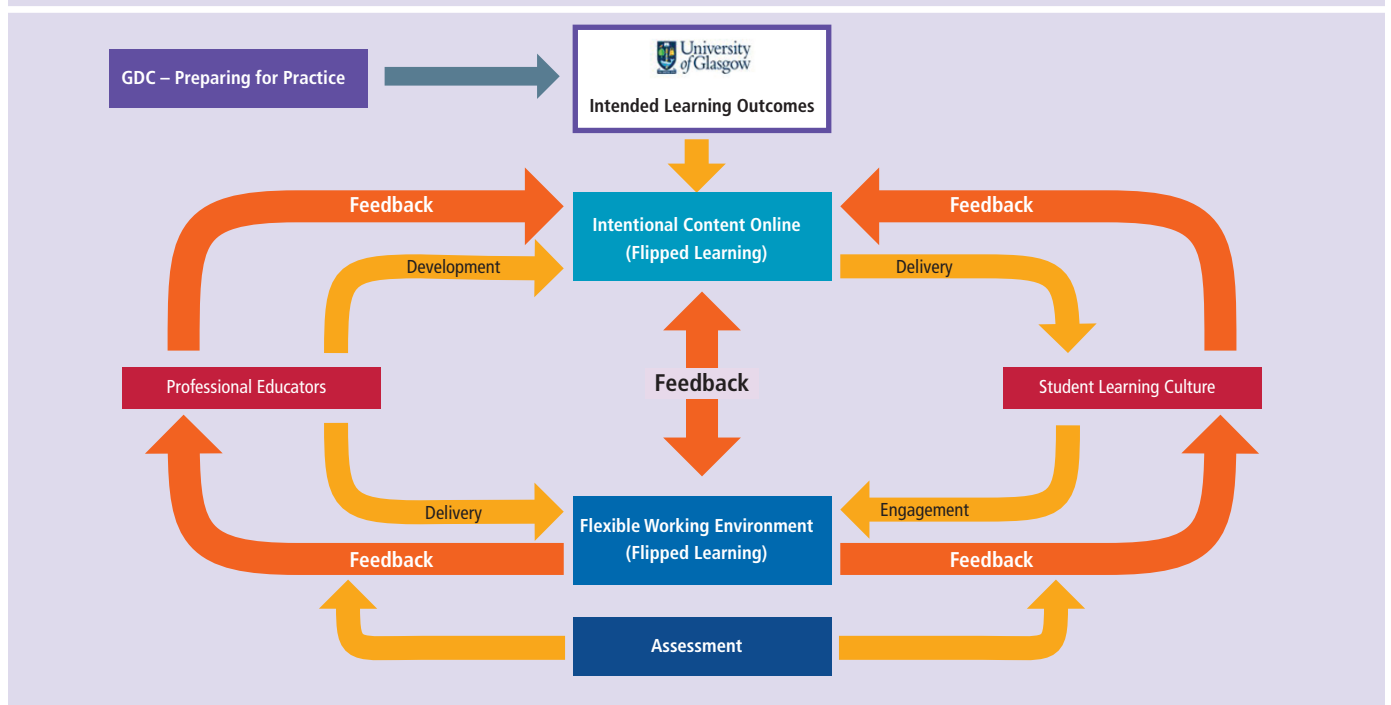 University
of Glasgow
GDC – Preparing for Practice
Intended Learning Outcomes
Feedback
Intentional Content Online
(Flipped Learning)
Feedback
Development
Delivery
Professional Educators
Feedback
Student Learning Culture
Delivery
Flexible Working Environment
(Flipped Learning)
Engagement
Feedback
Feedback
Assessment